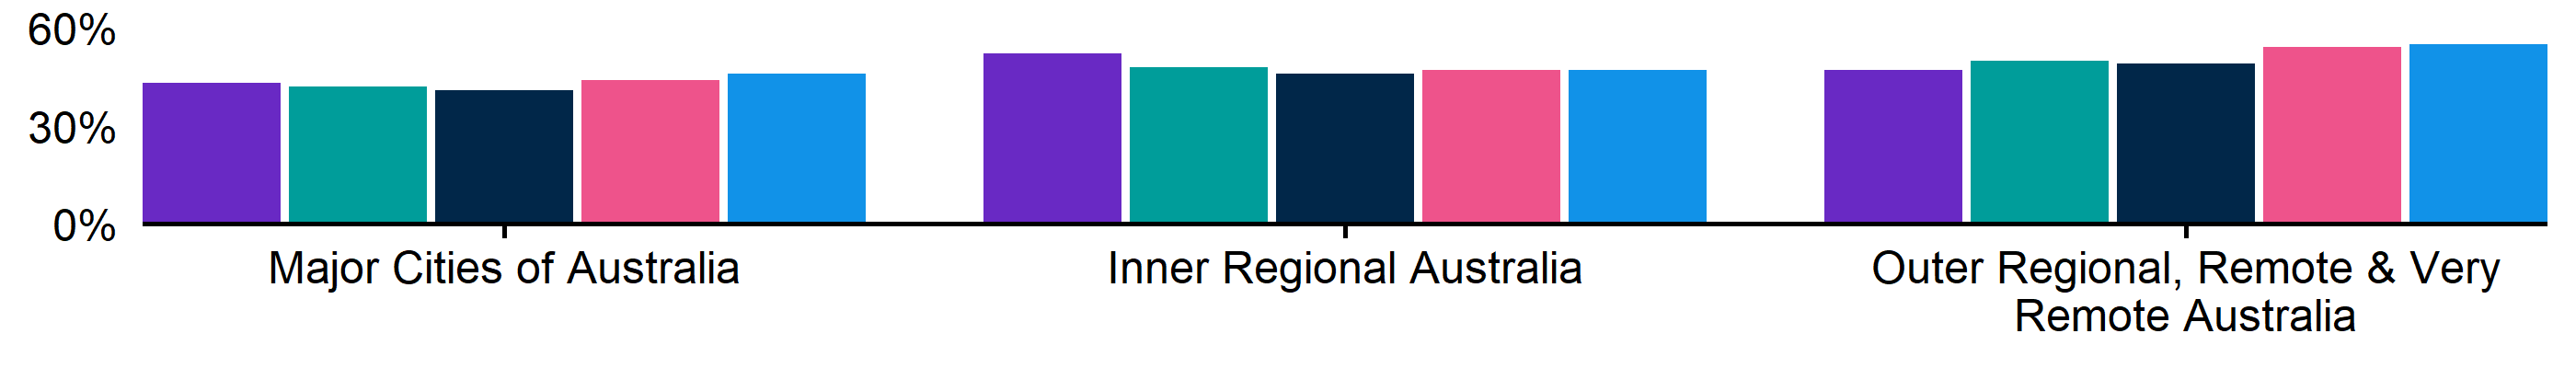 60%
30%
0%
Major Cities of Australia
Inner Regional Australia
Outer Regional, Remote & Very
Remote Australia